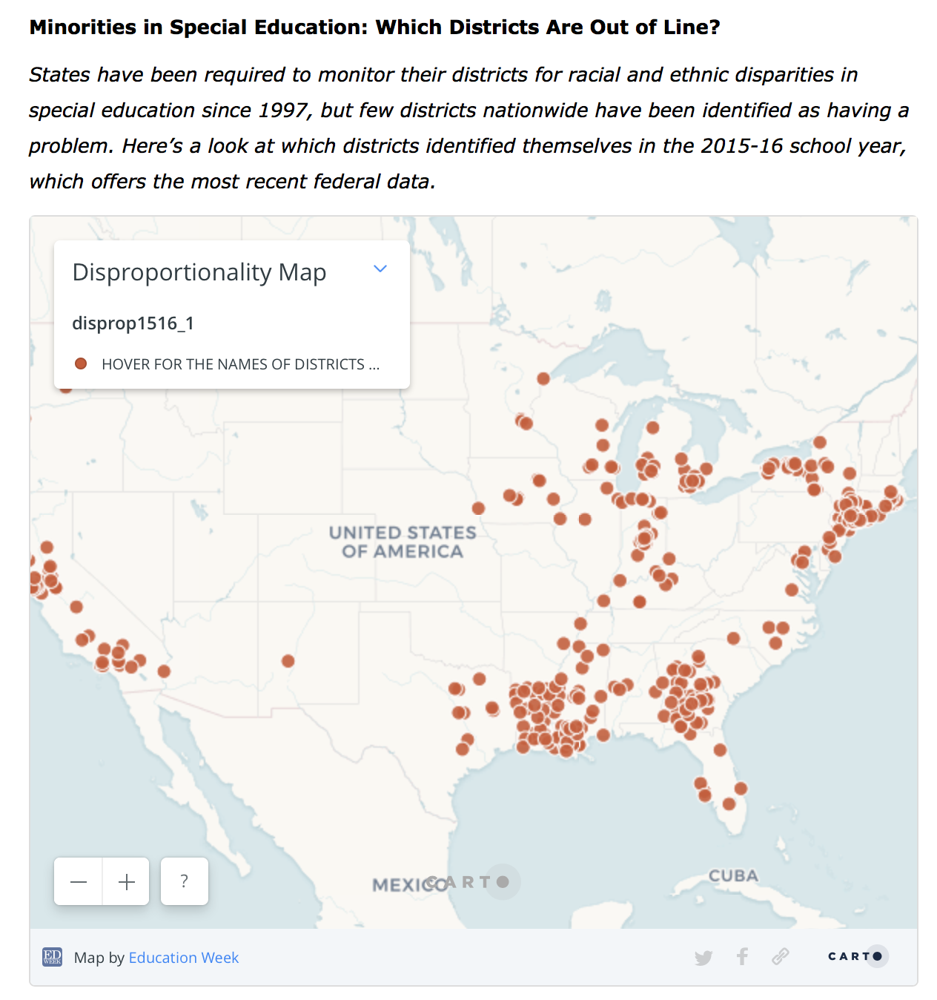 Minorities in Special Education: Which Districts Are Out of Line?
States have been required to monitor their districts for racial and ethnic disparities in
special education since 1997, but few districts nationwide have been identified as having a
problem. Here’s a look at which districts identified themselves in the 2015-16 school year,
which offers the most recent federal data.
Disproportionality Map
disprop1516_1
HOVER FOR THE NAMES OF DISTRICTS ...
UNITED STATES
OF AMERICA
MEXICO
CARTO
CUBA
?
ED
WEEK
Map by Education Week
CARTO